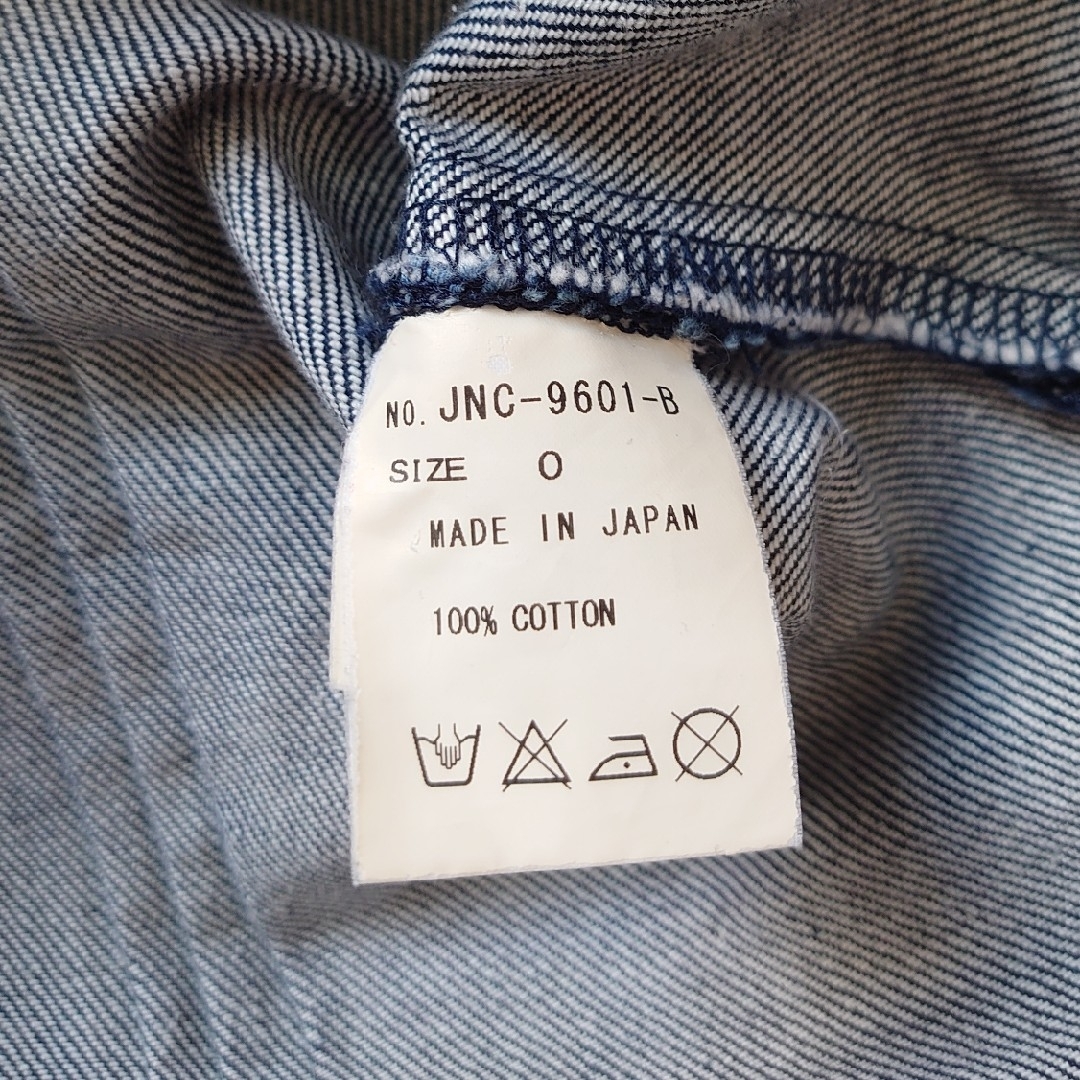 NO. JNC-9601-B
SIZE 0
MADE IN JAPAN
100% COTTON